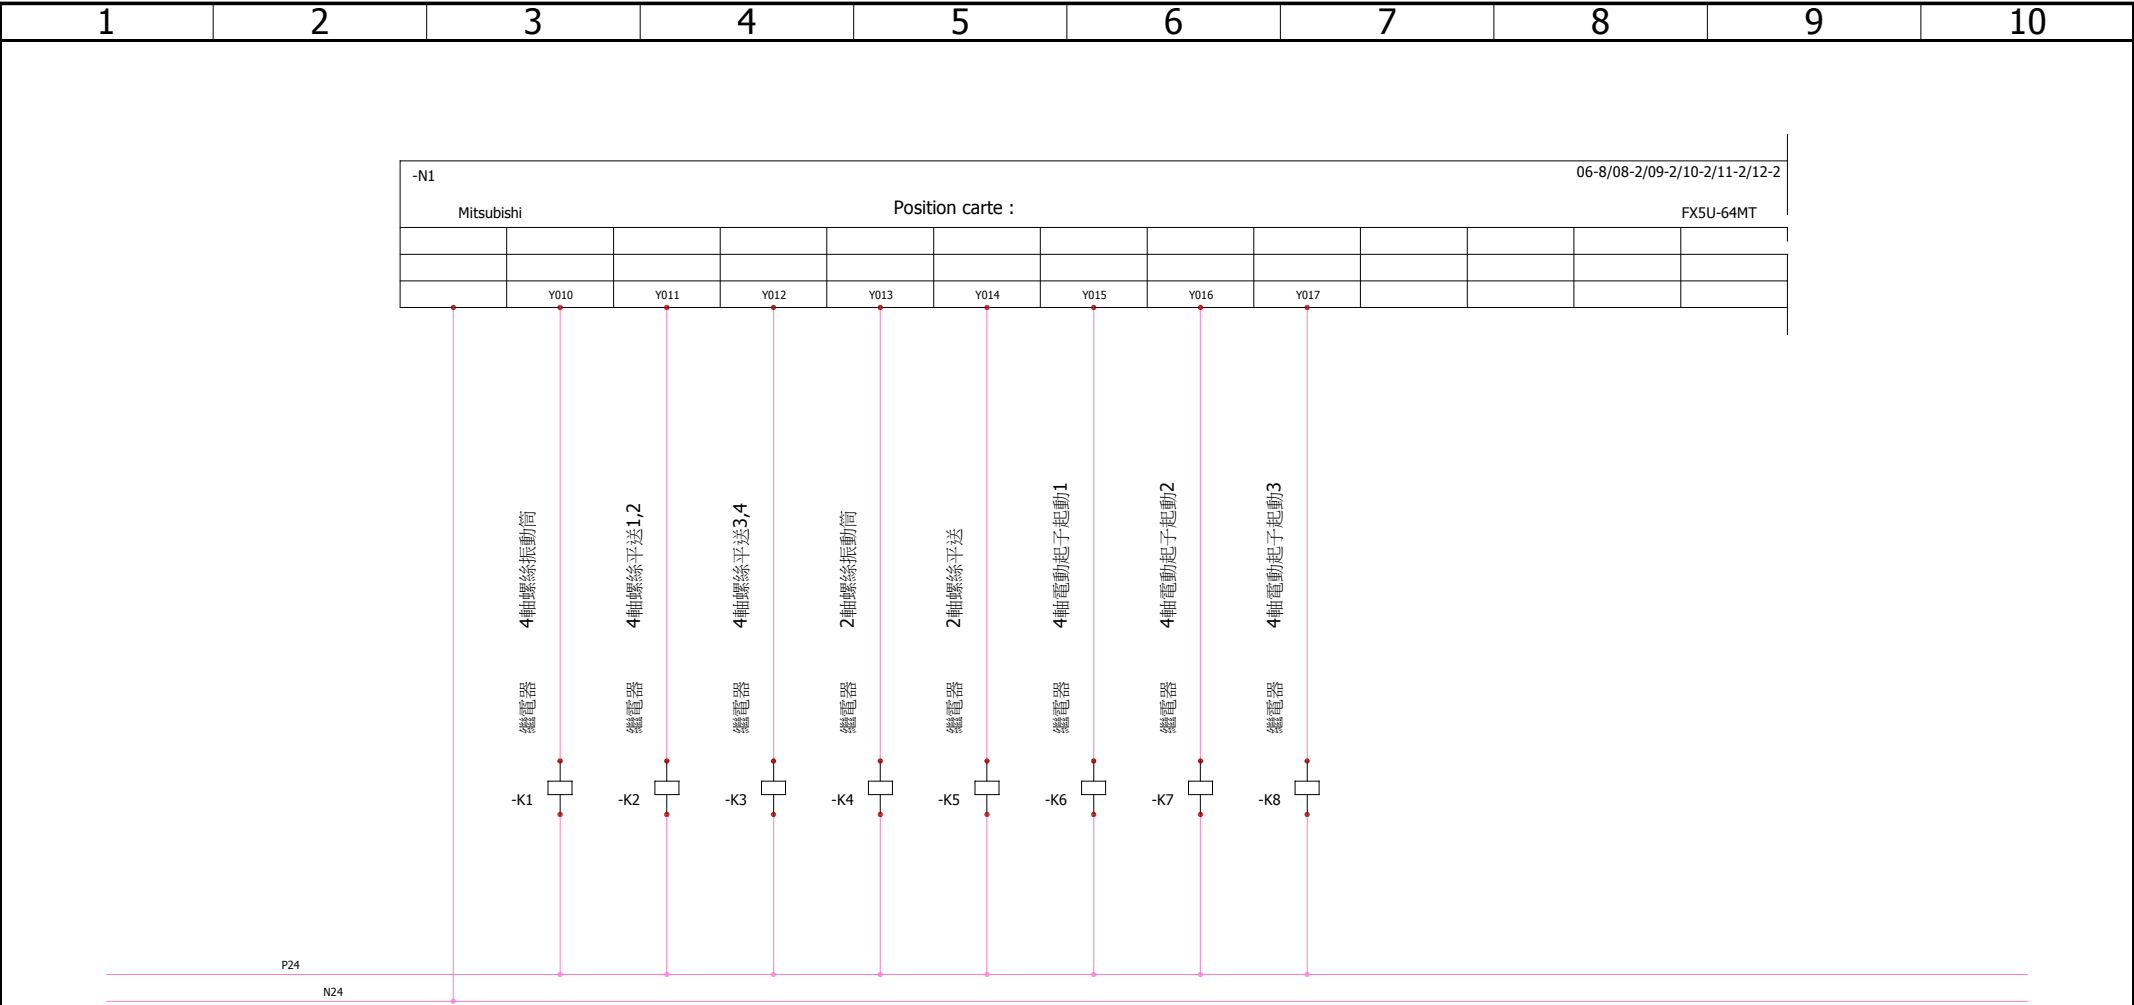 1 2 3 4 5 6 7 8 9 10
-N1 06-8/08-2/09-2/10-2/11-2/12-2
Mitsubishi Position carte : FX5U-64MT
Y010 Y011 Y012 Y013 Y014 Y015 Y016 Y017
4軸螺絲振動筒
4軸螺絲平送1,2
4軸螺絲平送3,4
2軸螺絲振動筒
2軸螺絲平送
4軸電動起子起動1
4軸電動起子起動2
4軸電動起子起動3
繼電器
繼電器
繼電器
繼電器
繼電器
繼電器
繼電器
繼電器
-K1 -K2 -K3 -K4 -K5 -K6 -K7 -K8
P24
N24